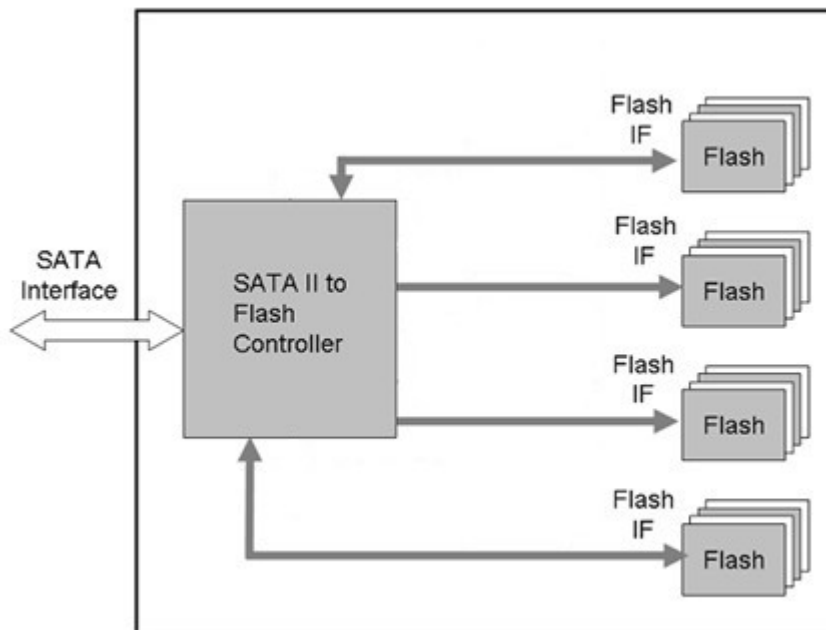 SATA
Interface
SATA II to
Flash
Controller
Flash
IF
Flash
Flash
IF
Flash
Flash
IF
Flash
Flash
IF
Flash